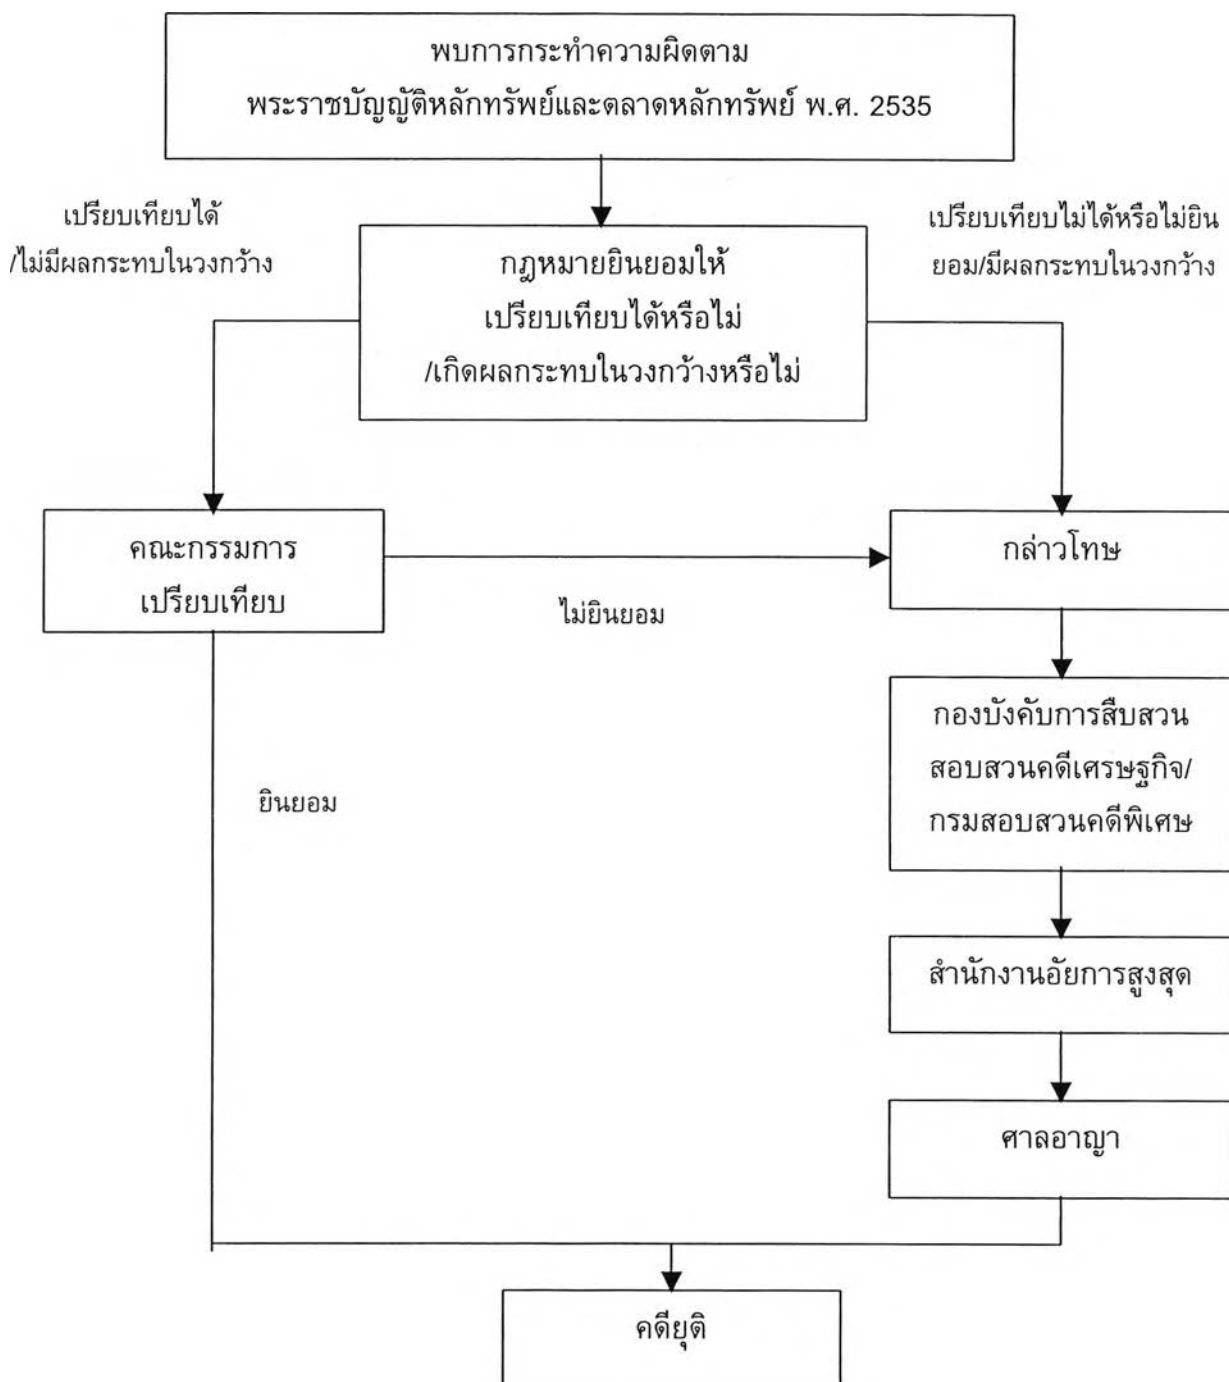 พบการกระทำความผิดตาม
พระราชบัญญัติหลักทรัพย์และตลาดหลักทรัพย์ พ.ศ. 2535
เปรียบเทียบได้
/ไม่มีผลกระทบในวงกว้าง
กฎหมายยินยอมให้
เปรียบเทียบได้หรือไม่
/เกิดผลกระทบในวงกว้างหรือไม่
เปรียบเทียบไม่ได้หรือไม่ยิน
ยอม/มีผลกระทบในวงกว้าง
คณะกรรมการ
เปรียบเทียบ
ไม่ยินยอม
กล่าวโทษ
กองบังคับการสืบสวน
สอบสวนคดีเศรษฐกิจ/
กรมสอบสวนคดีพิเศษ
ยินยอม
สำนักงานอัยการสูงสุด
ศาลอาญา
คดียุติ